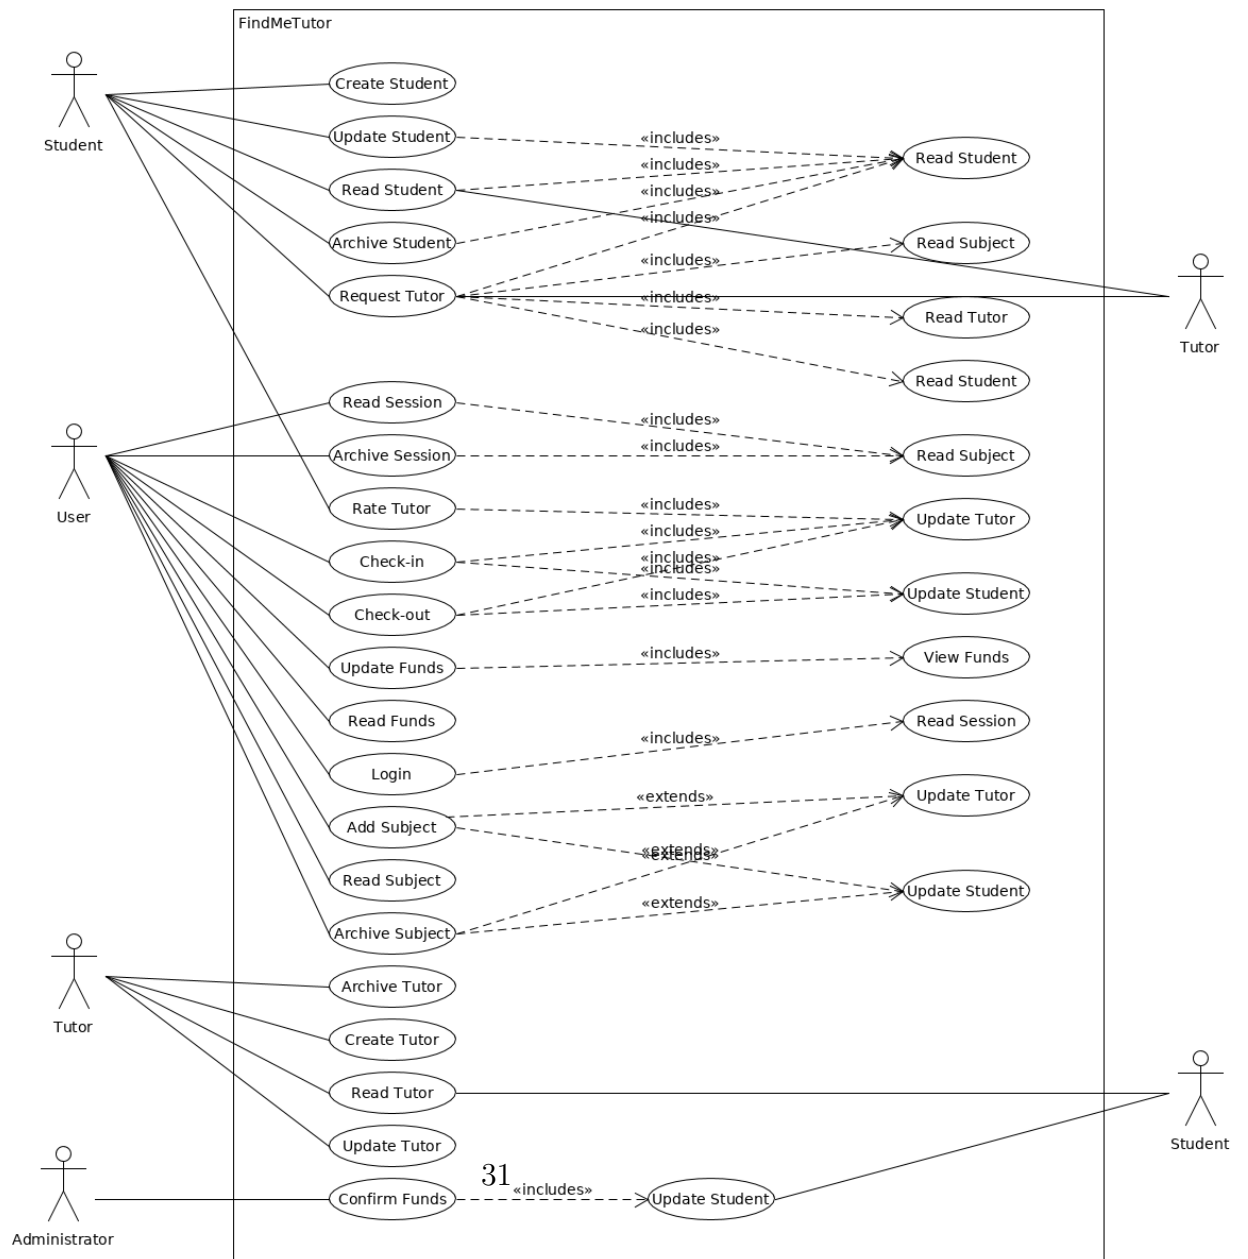 FindMeTutor
Create Student
Student
Update Student
«includes»
Read Student
«includes»
Read Student
«includes»
«includes»
Archive Student
Read Subject
«includes»
Request Tutor
«includes»
Read Tutor
«includes»
Tutor
Read Student
Read Session
«includes»
Archive Session
«includes»
Read Subject
User
Rate Tutor
«includes»
Update Tutor
«includes»
Check-in
«includes»
«includes»
Update Student
«includes»
Check-out
Update Funds
«includes»
View Funds
Read Funds
Read Session
«includes»
Login
«extends»
Update Tutor
Add Subject
«extends»
«extends»
Read Subject
Update Student
«extends»
Archive Subject
Archive Tutor
Tutor
Create Tutor
Read Tutor
Student
Update Tutor
31
«includes»
Confirm Funds
Update Student
Administrator